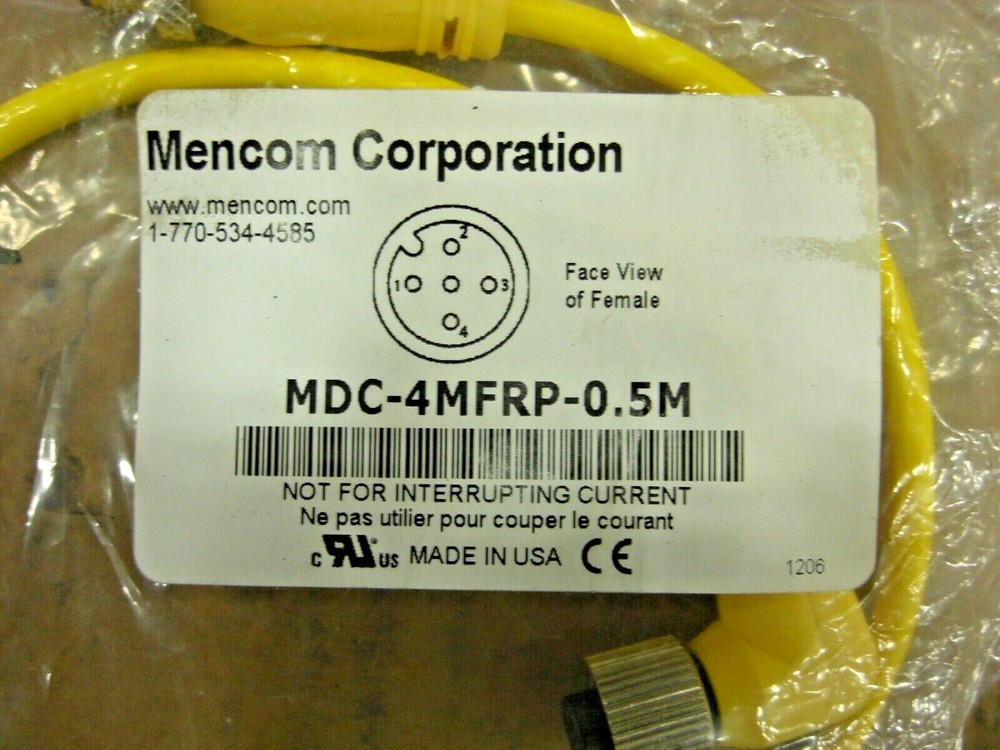 Mencom Corporation
www.mencom.com
1-770-534-4585
2
1 3
4
Face View
of Female
MDC-4MFRP-0.5M
NOT FOR INTERRUPTING CURRENT
Ne pas utilier pour couper le courant
c RU us MADE IN USA CE
1206